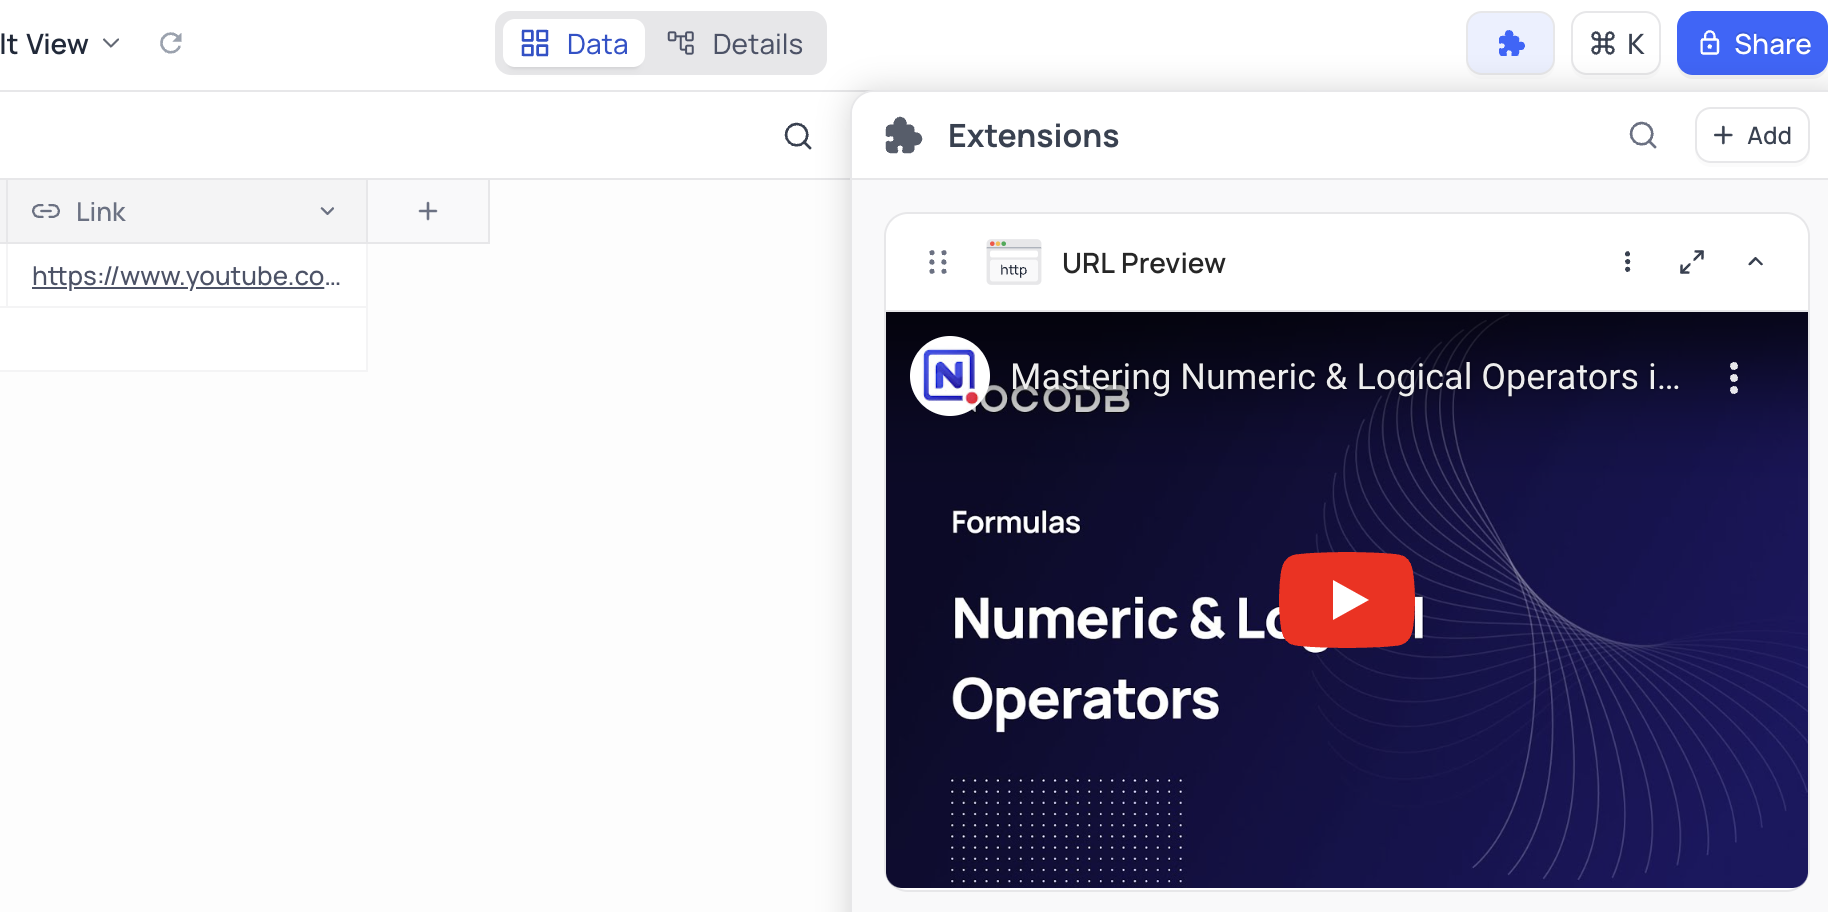 lt View
Data
Details
⌘ K
Share
Extensions
+ Add
Link
+
https://www.youtube.co...
http
URL Preview
N
Mastering Numeric & Logical Operators i...
OCODB
Formulas
Numeric & Lo l
Operators